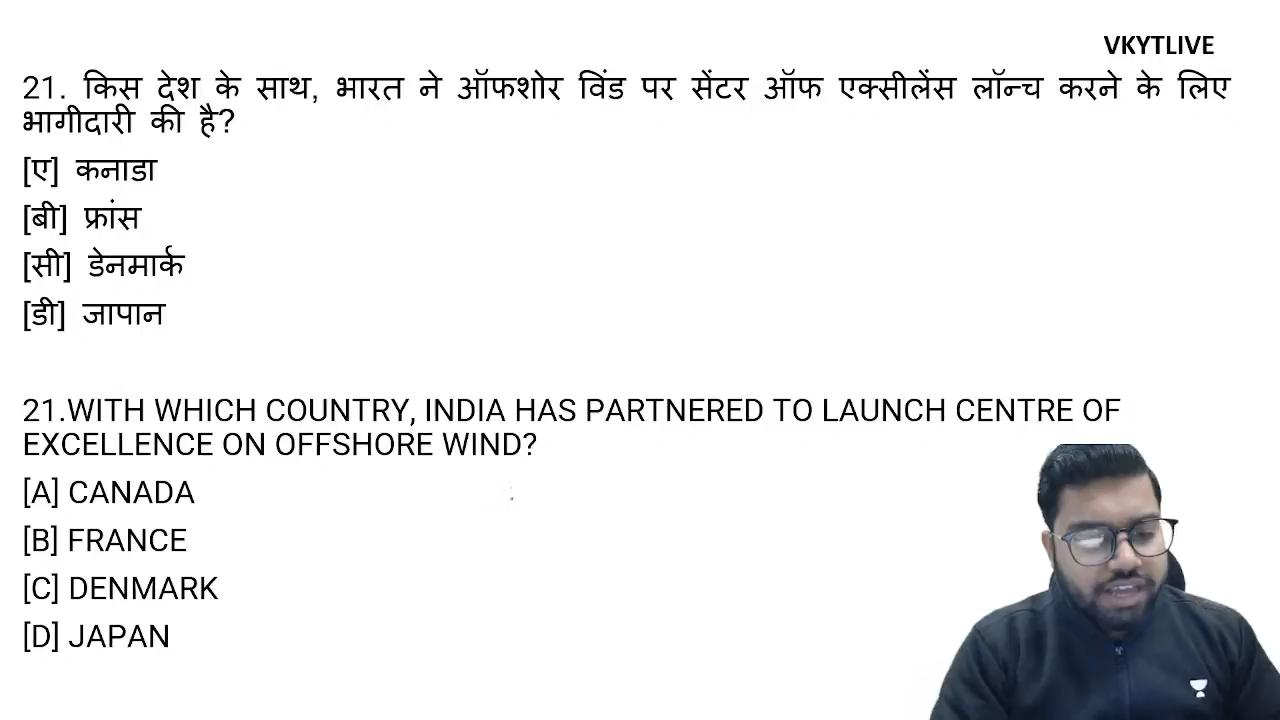 VKYTLIVE
21. किस देश के साथ, भारत ने ऑफशोर विंड पर सेंटर ऑफ एक्सीलेंस लॉन्च करने के लिए
भागीदारी की है?
[ए] कनाडा
[बी] फ्रांस
[सी] डेनमार्क
[डी] जापान
21.WITH WHICH COUNTRY, INDIA HAS PARTNERED TO LAUNCH CENTRE OF
EXCELLENCE ON OFFSHORE WIND?
[A] CANADA
[B] FRANCE
[C] DENMARK
[D] JAPAN